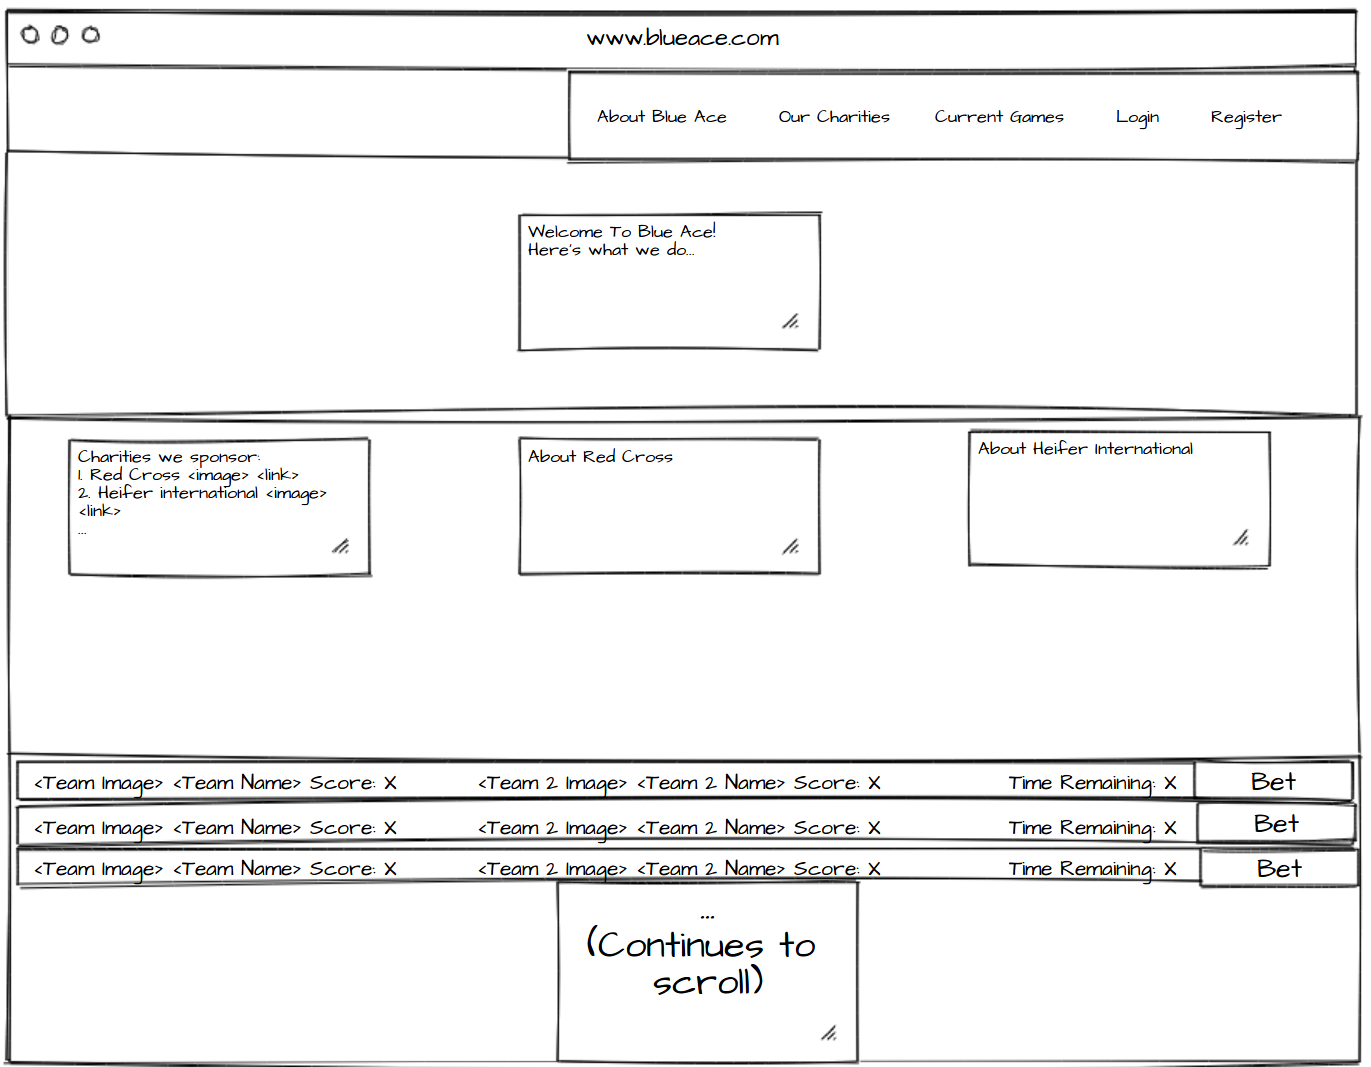 www.blueace.com
About Blue Ace
Our Charities
Current Games
Login
Register
Welcome To Blue Ace!
Here's what we do...
Charities we sponsor:
1. Red Cross <image> <link>
2. Heifer international <image>
<link>
...
About Red Cross
About Heifer International
<Team Image> <Team Name> Score: X
<Team 2 Image> <Team 2 Name> Score: X
Time Remaining: X
Bet
<Team Image> <Team Name> Score: X
<Team 2 Image> <Team 2 Name> Score: X
Time Remaining: X
Bet
<Team Image> <Team Name> Score: X
<Team 2 Image> <Team 2 Name> Score: X
Time Remaining: X
Bet
...
(Continues to
scroll)